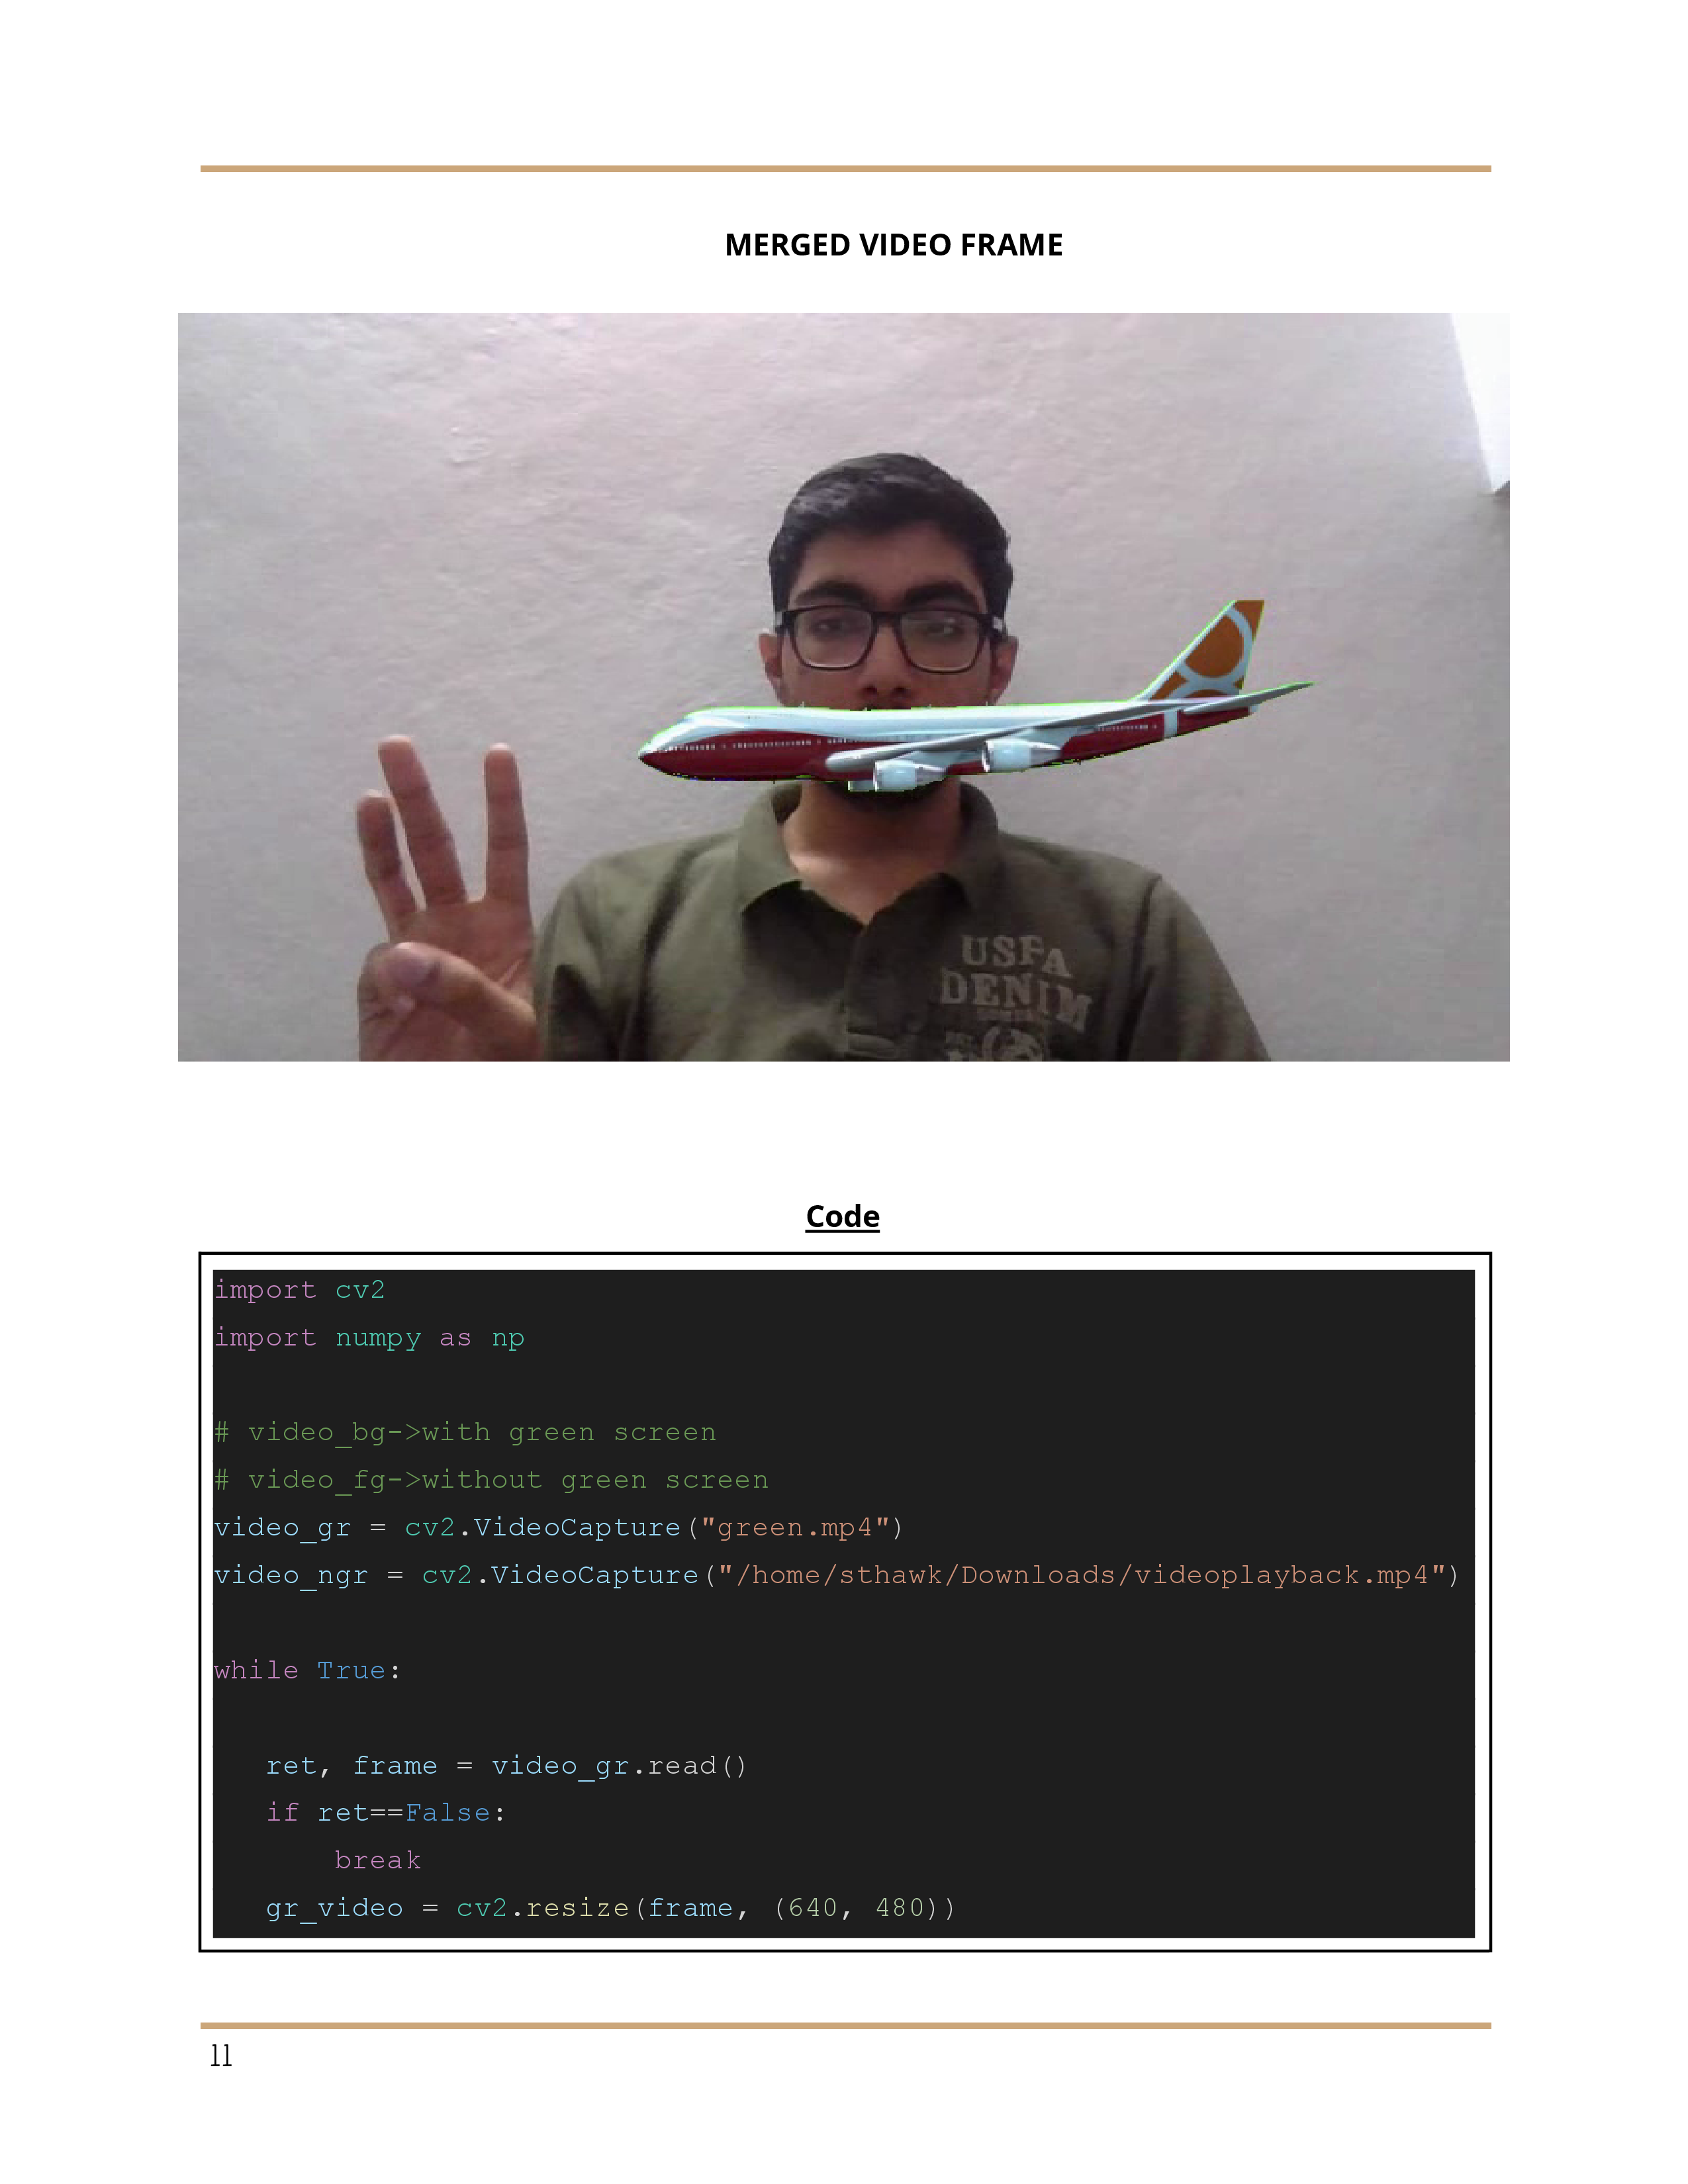 MERGED VIDEO FRAME
USFA
DENIM
Code
import cv2
import numpy as np
# video_bg->with green screen
# video_fg->without green screen
video_gr = cv2.VideoCapture("green.mp4")
video_ngr = cv2.VideoCapture("/home/sthawk/Downloads/videoplayback.mp4")
while True:
ret, frame = video_gr.read()
if ret==False:
break
gr_video = cv2.resize(frame, (640, 480))
11